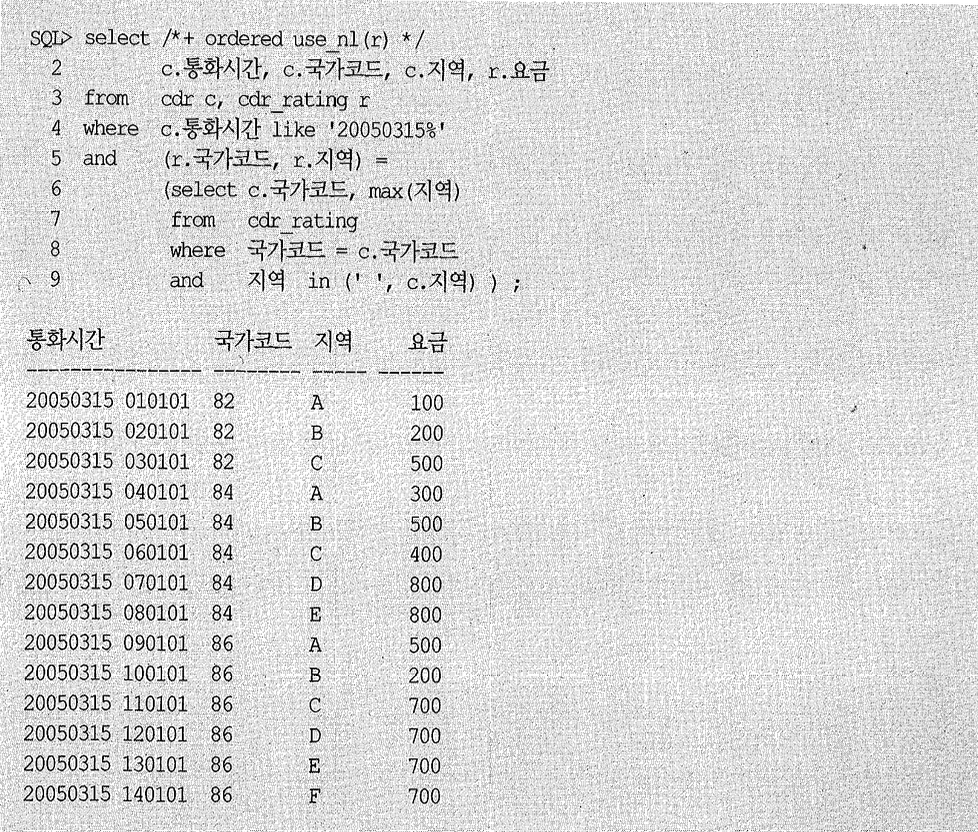 SQL> select /*+ ordered use_nl(r) */
2 c.통화시간, c.국가코드, c.지역, r.요금
3 from cdr c, cdr_rating r
4 where c.통화시간 like '20050315%'
5 and (r.국가코드, r.지역) =
6 (select c.국가코드, max(지역)
7 from cdr_rating
8 where 국가코드 = c.국가코드
9 and 지역 in (' ', c.지역) ) ;
통화시간 국가코드 지역 요금
---------------- -------- ----- ------
20050315 010101 82 A 100
20050315 020101 82 B 200
20050315 030101 82 C 500
20050315 040101 84 A 300
20050315 050101 84 B 500
20050315 060101 84 C 400
20050315 070101 84 D 800
20050315 080101 84 E 800
20050315 090101 86 A 500
20050315 100101 86 B 200
20050315 110101 86 C 700
20050315 120101 86 D 700
20050315 130101 86 E 700
20050315 140101 86 F 700